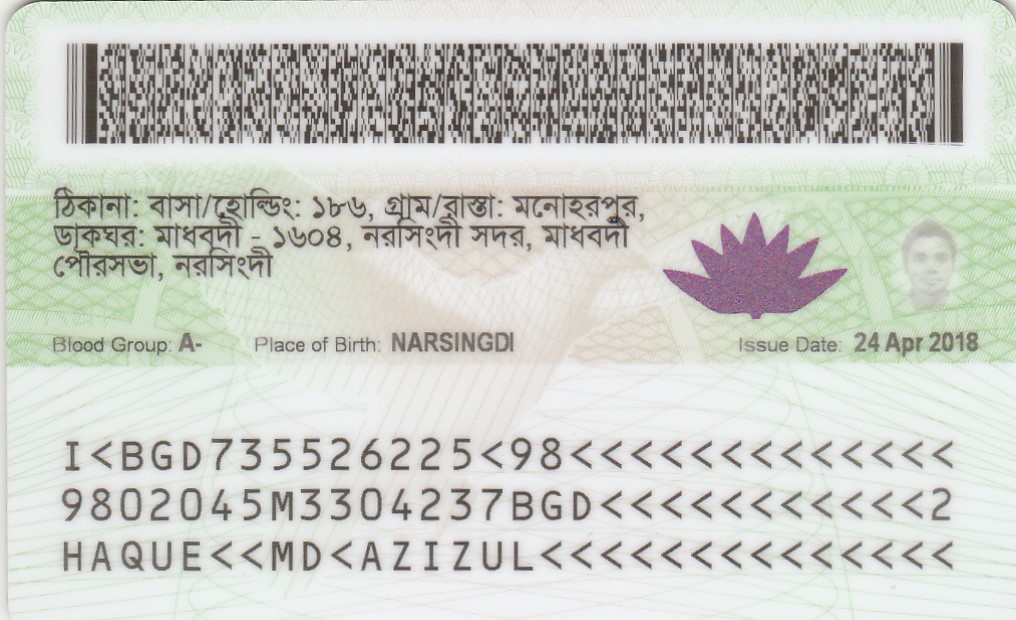 ঠিকানা: বাসা/হোল্ডিং: ১৮৬, গ্রাম/রাস্তা: মনোহরপুর,
ডাকঘর: মাধবদী - ১৬০৪, নরসিংদী সদর, মাধবদী
পৌরসভা, নরসিংদী
Blood Group: A- Place of Birth: NARSINGDI Issue Date: 24 Apr 2018
I<BGD735526225<98<<<<<<<<<<<<<
9802045M3304237BGD<<<<<<<<<<<2
HAQUE<<MD<AZIZUL<<<<<<<<<<<<<<